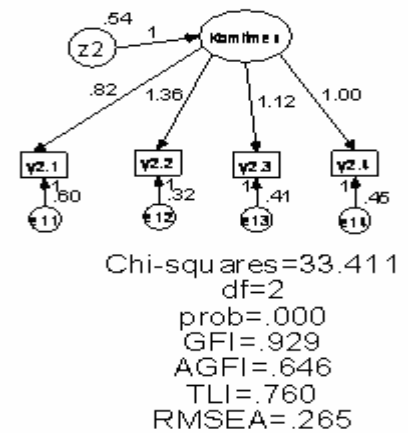 .54
z2
1
Komitmen
.82
1.36
1.12
1.00
y2.1
y2.2
y2.3
y2.4
1
.60
1
.32
1
.41
1
.45
e11
e12
e13
e14
Chi-squares=33.411
df=2
prob=.000
GFI=.929
AGFI=.646
TLI=.760
RMSEA=.265